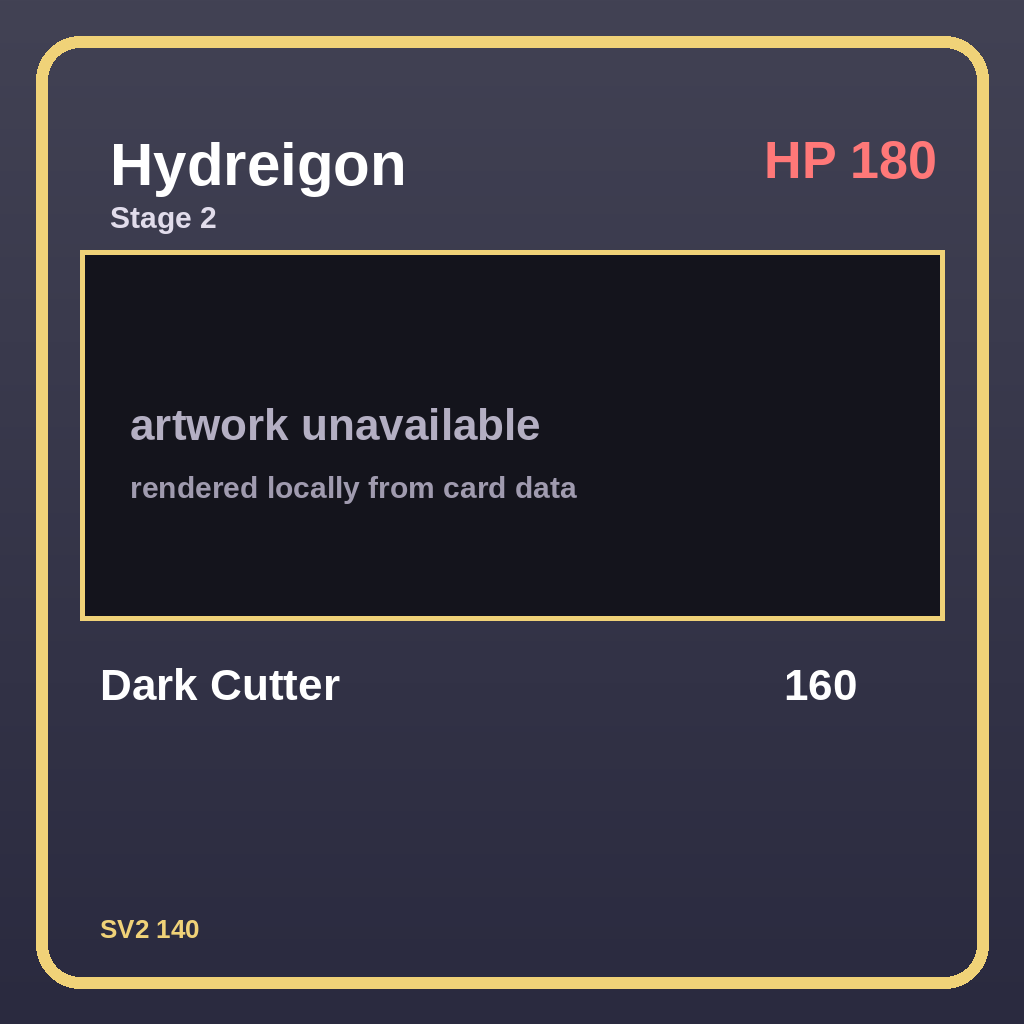 Hydreigon
HP 180
Stage 2
artwork unavailable
rendered locally from card data
Dark Cutter
160
SV2 140